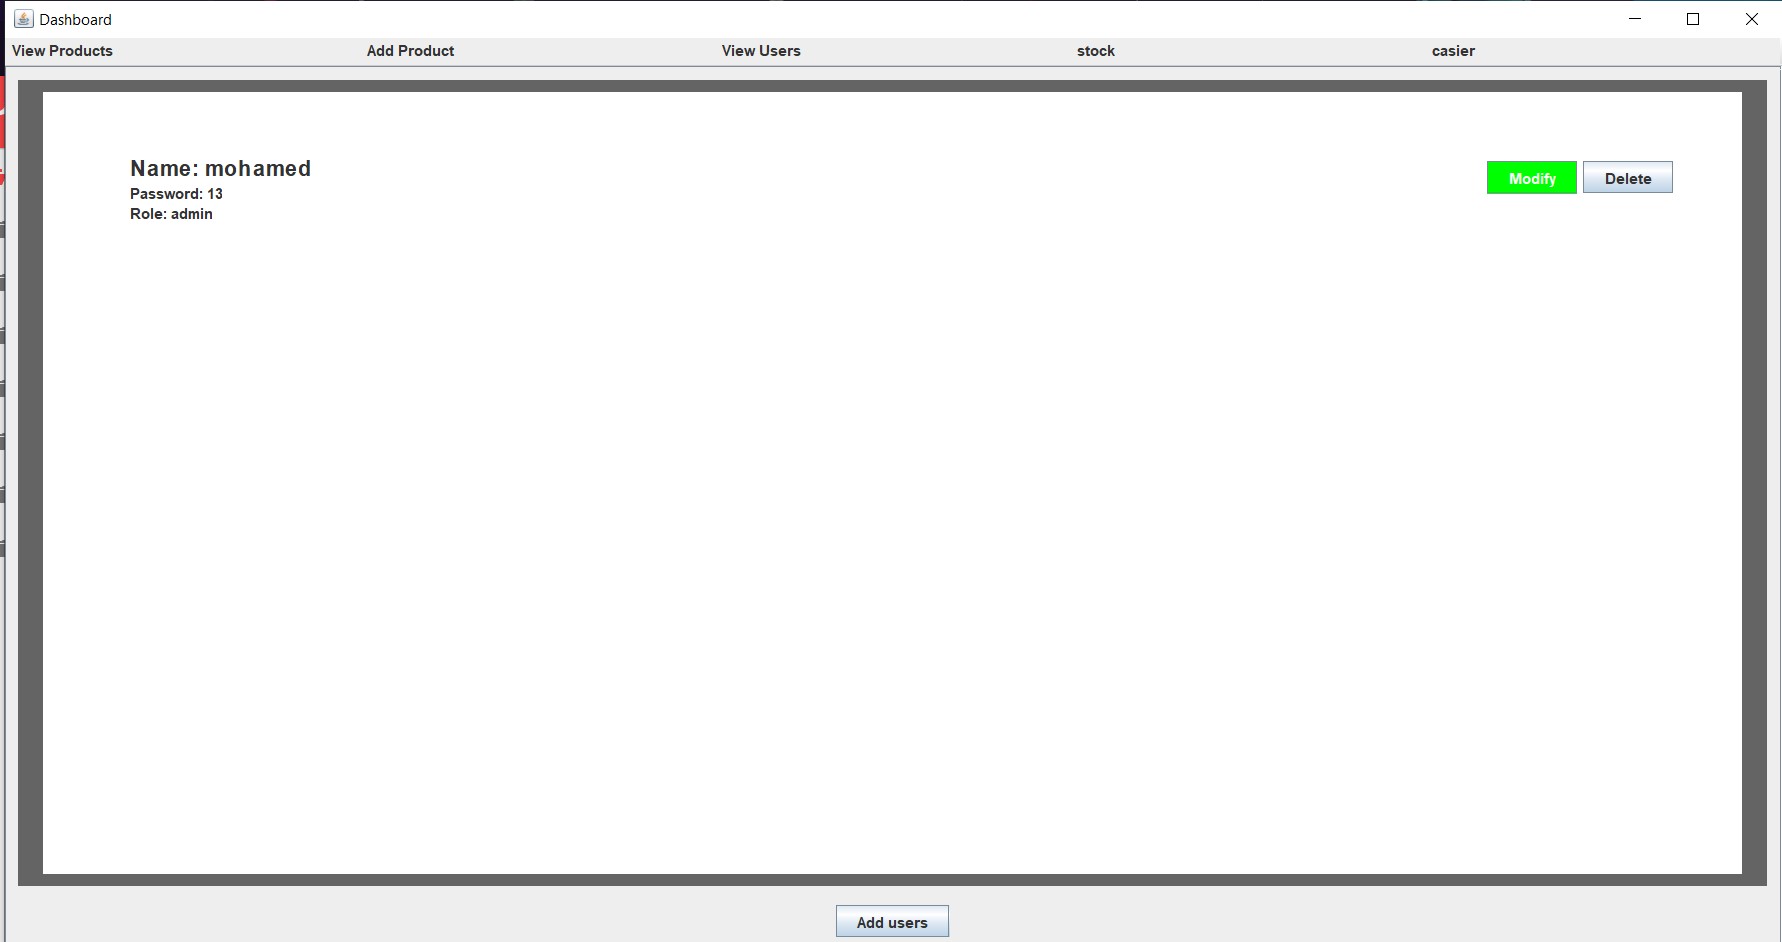 Dashboard
View Products Add Product View Users stock casier
Name: mohamed
Password: 13
Role: admin
Modify Delete
Add users